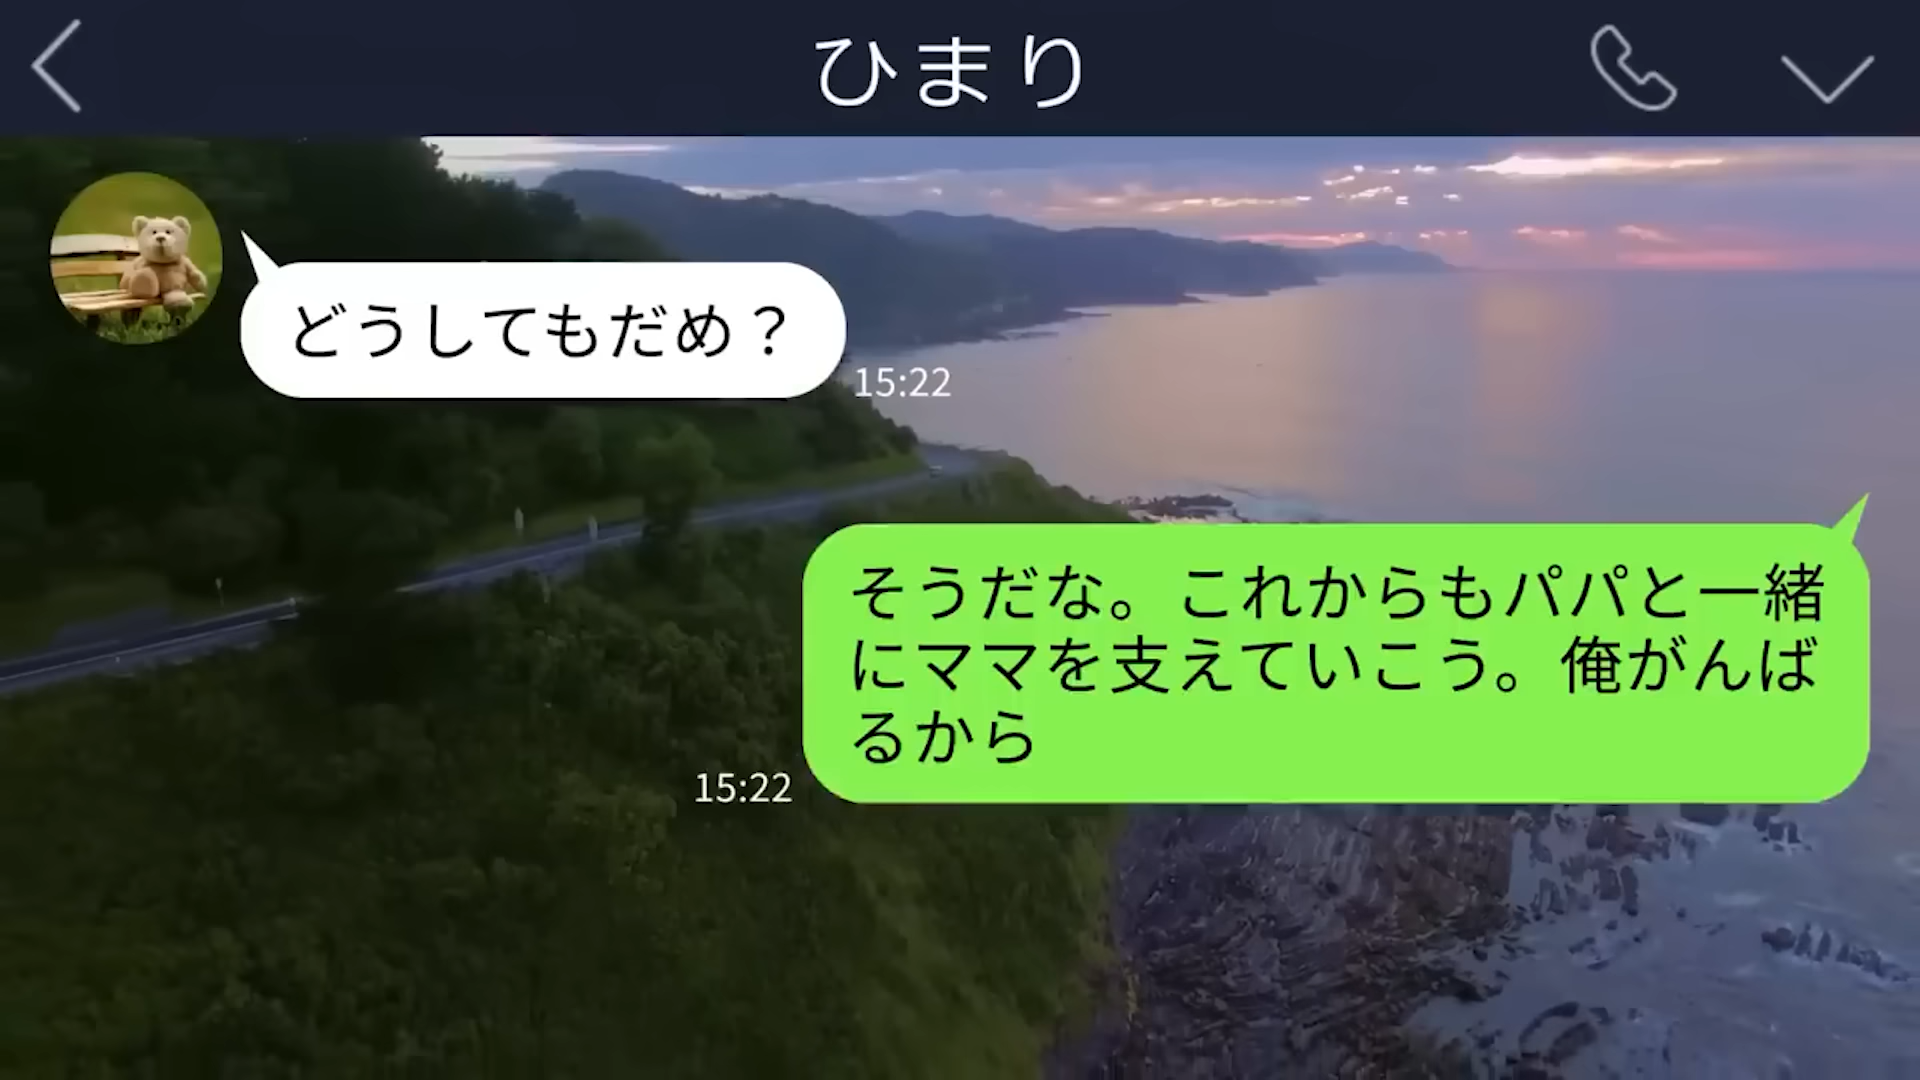 ひまり
どうしてもだめ？
15:22
そうだな。これからもパパと一緒
にママを支えていこう。俺がんば
るから
15:22